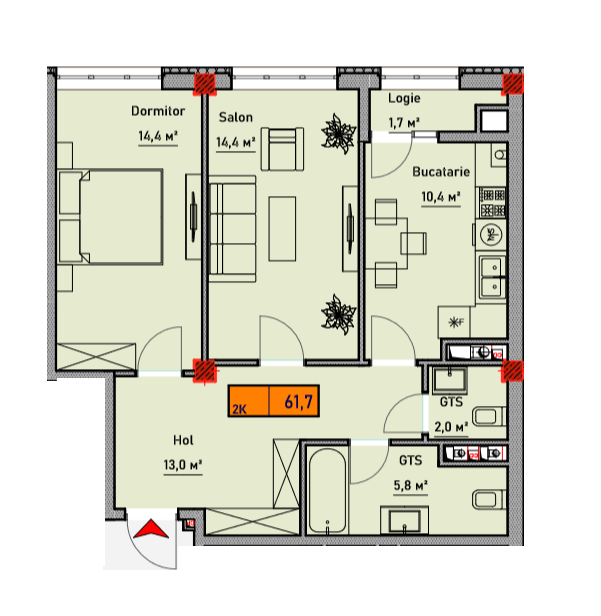 Logie
1,7 м²
Dormitor
14,4 м²
Salon
14,4 м²
Bucatarie
10,4 м²
MS
F
2K
61,7
GTS
2,0 м²
Hol
13,0 м²
GTS
5,8 м²